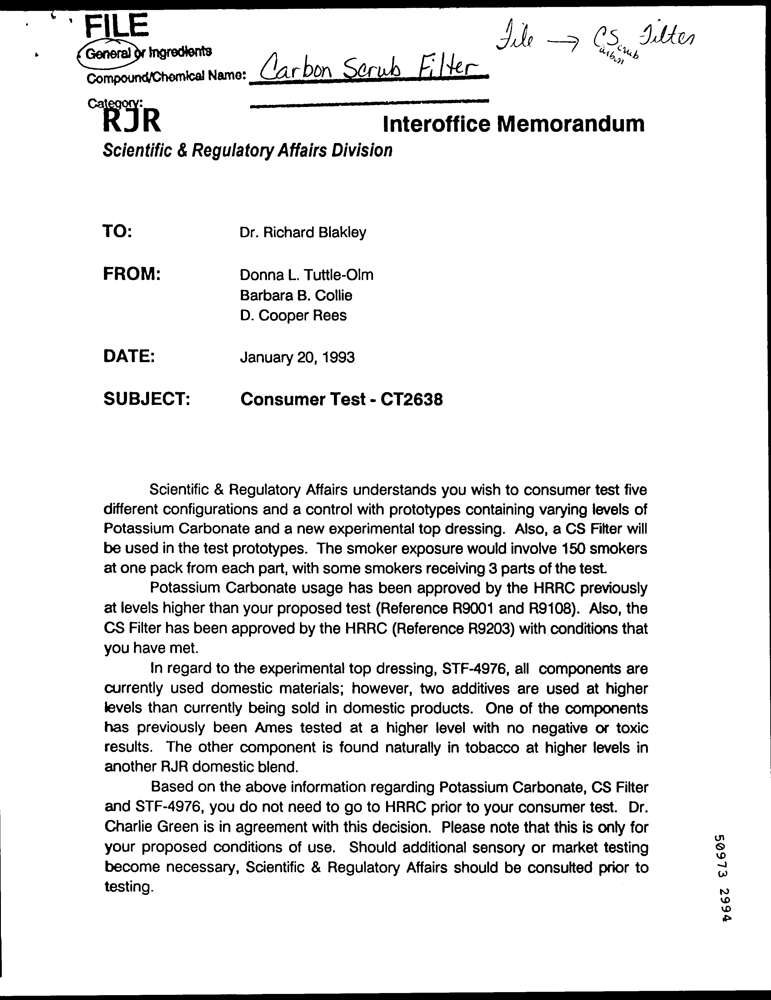 FILE
File → CS Filter
Carbon Scrub
General or Ingredients
Compound/Chemical Name: Carbon Scrub Filter
Category:
RJR
Interoffice Memorandum
Scientific & Regulatory Affairs Division
TO: Dr. Richard Blakley
FROM: Donna L. Tuttle-Olm
Barbara B. Collie
D. Cooper Rees
DATE: January 20, 1993
SUBJECT: Consumer Test - CT2638
Scientific & Regulatory Affairs understands you wish to consumer test five
different configurations and a control with prototypes containing varying levels of
Potassium Carbonate and a new experimental top dressing. Also, a CS Filter will
be used in the test prototypes. The smoker exposure would involve 150 smokers
at one pack from each part, with some smokers receiving 3 parts of the test.
Potassium Carbonate usage has been approved by the HRRC previously
at levels higher than your proposed test (Reference R9001 and R9108). Also, the
CS Filter has been approved by the HRRC (Reference R9203) with conditions that
you have met.
In regard to the experimental top dressing, STF-4976, all components are
currently used domestic materials; however, two additives are used at higher
levels than currently being sold in domestic products. One of the components
has previously been Ames tested at a higher level with no negative or toxic
results. The other component is found naturally in tobacco at higher levels in
another RJR domestic blend.
Based on the above information regarding Potassium Carbonate, CS Filter
and STF-4976, you do not need to go to HRRC prior to your consumer test. Dr.
Charlie Green is in agreement with this decision. Please note that this is only for
your proposed conditions of use. Should additional sensory or market testing
become necessary, Scientific & Regulatory Affairs should be consulted prior to
testing.
50973 2994